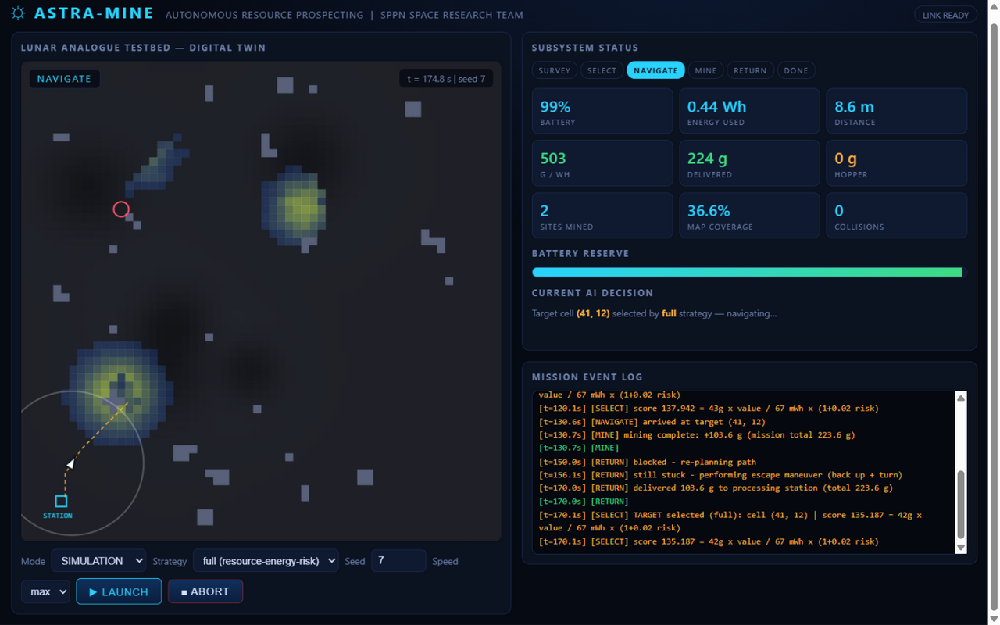 ASTRA-MINE AUTONOMOUS RESOURCE PROSPECTING | SPPN SPACE RESEARCH TEAM
LINK READY
LUNAR ANALOGUE TESTBED — DIGITAL TWIN
NAVIGATE
t = 174.8 s | seed 7
STATION
Mode SIMULATION Strategy full (resource-energy-risk) Seed 7 Speed
max ▶ LAUNCH ■ ABORT
SUBSYSTEM STATUS
SURVEY SELECT NAVIGATE MINE RETURN DONE
99%
BATTERY
0.44 Wh
ENERGY USED
8.6 m
DISTANCE
503
G / WH
224 g
DELIVERED
0 g
HOPPER
2
SITES MINED
36.6%
MAP COVERAGE
0
COLLISIONS
BATTERY RESERVE
CURRENT AI DECISION
Target cell (41, 12) selected by full strategy — navigating...
MISSION EVENT LOG
value / 67 mWh x (1+0.02 risk)
[t=120.1s] [SELECT] score 137.942 = 43g x value / 67 mWh x (1+0.02 risk)
[t=130.6s] [NAVIGATE] arrived at target (41, 12)
[t=130.7s] [MINE] mining complete: +103.6 g (mission total 223.6 g)
[t=130.7s] [MINE]
[t=150.0s] [RETURN] blocked - re-planning path
[t=156.1s] [RETURN] still stuck - performing escape maneuver (back up + turn)
[t=170.0s] [RETURN] delivered 103.6 g to processing station (total 223.6 g)
[t=170.0s] [RETURN]
[t=170.1s] [SELECT] TARGET selected (full): cell (41, 12) | score 135.187 = 42g x
value / 67 mWh x (1+0.02 risk)
[t=170.1s] [SELECT] score 135.187 = 42g x value / 67 mWh x (1+0.02 risk)